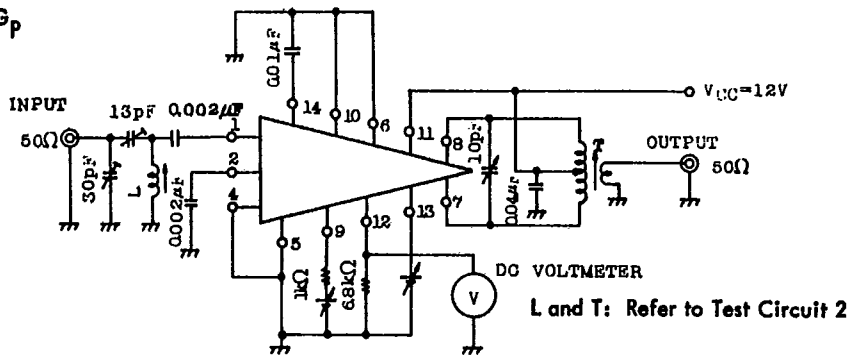 Gp
INPUT
50Ω
30pF
13pF
L
0.002μF
0.002μF
1
2
4
5
9
12
13
14
10
6
11
8
7
0.01μF
1kΩ
6.8kΩ
10pF
0.04μF
T
VCC=12V
OUTPUT
50Ω
V
DC VOLTMETER
L and T: Refer to Test Circuit 2